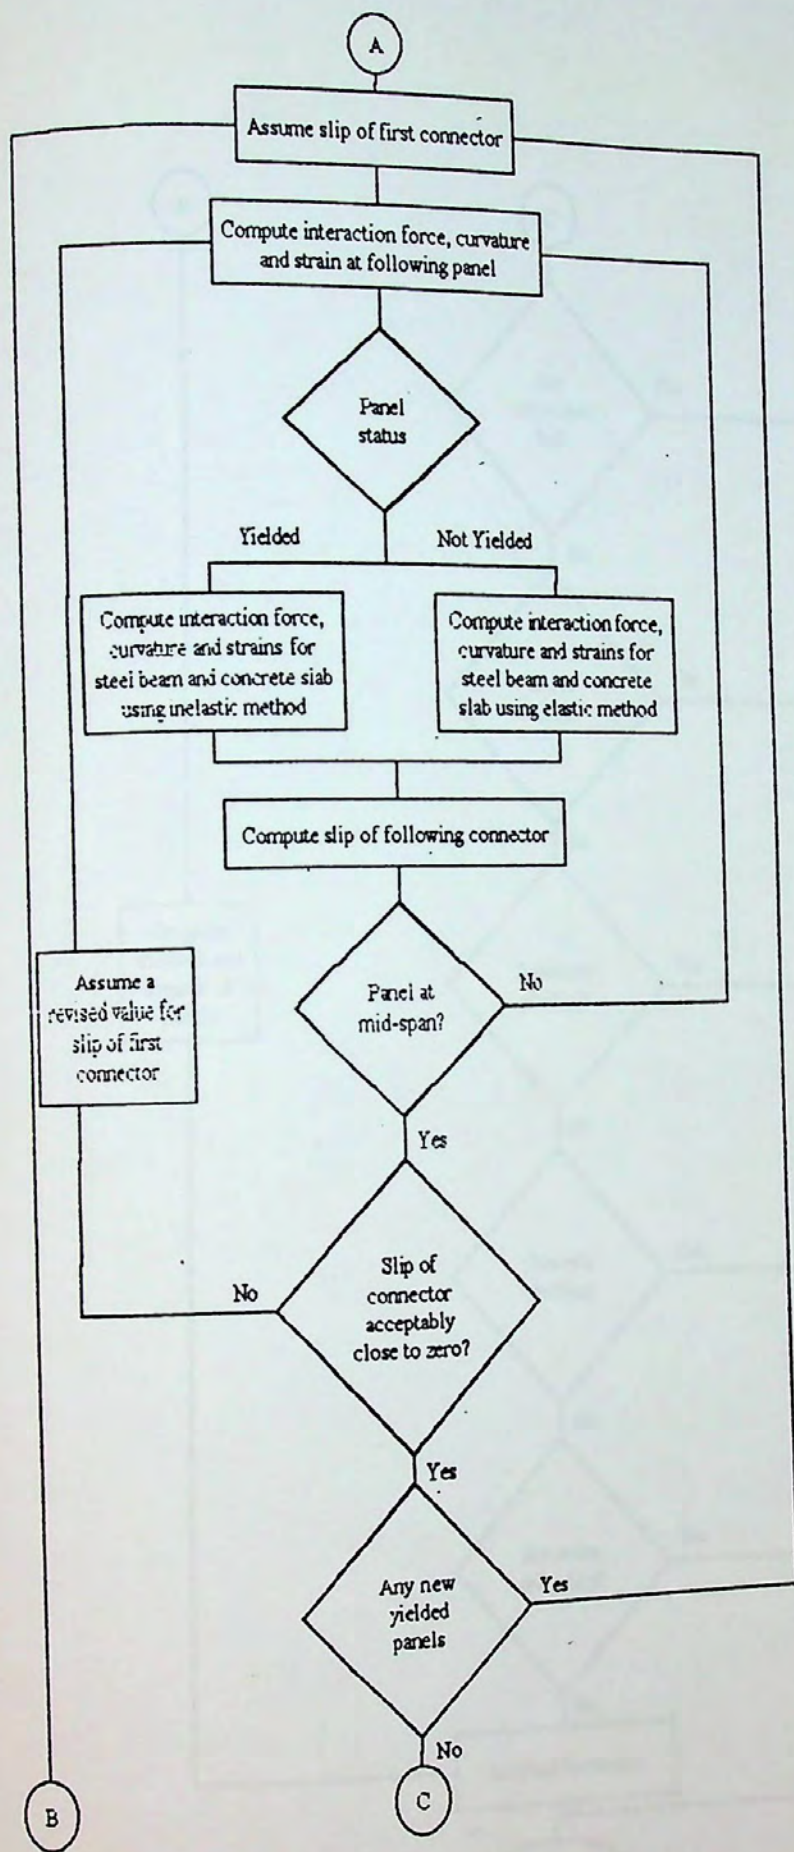 A
Assume slip of first connector
Compute interaction force, curvature
and strain at following panel
Panel
status
Yielded
Not Yielded
Compute interaction force,
curvature and strains for
steel beam and concrete slab
using inelastic method
Compute interaction force,
curvature and strains for
steel beam and concrete
slab using elastic method
Compute slip of following connector
Assume a
revised value for
slip of first
connector
Panel at
mid-span?
No
Yes
Slip of
connector
acceptably
close to zero?
No
Yes
Any new
yielded
panels
Yes
No
B
C